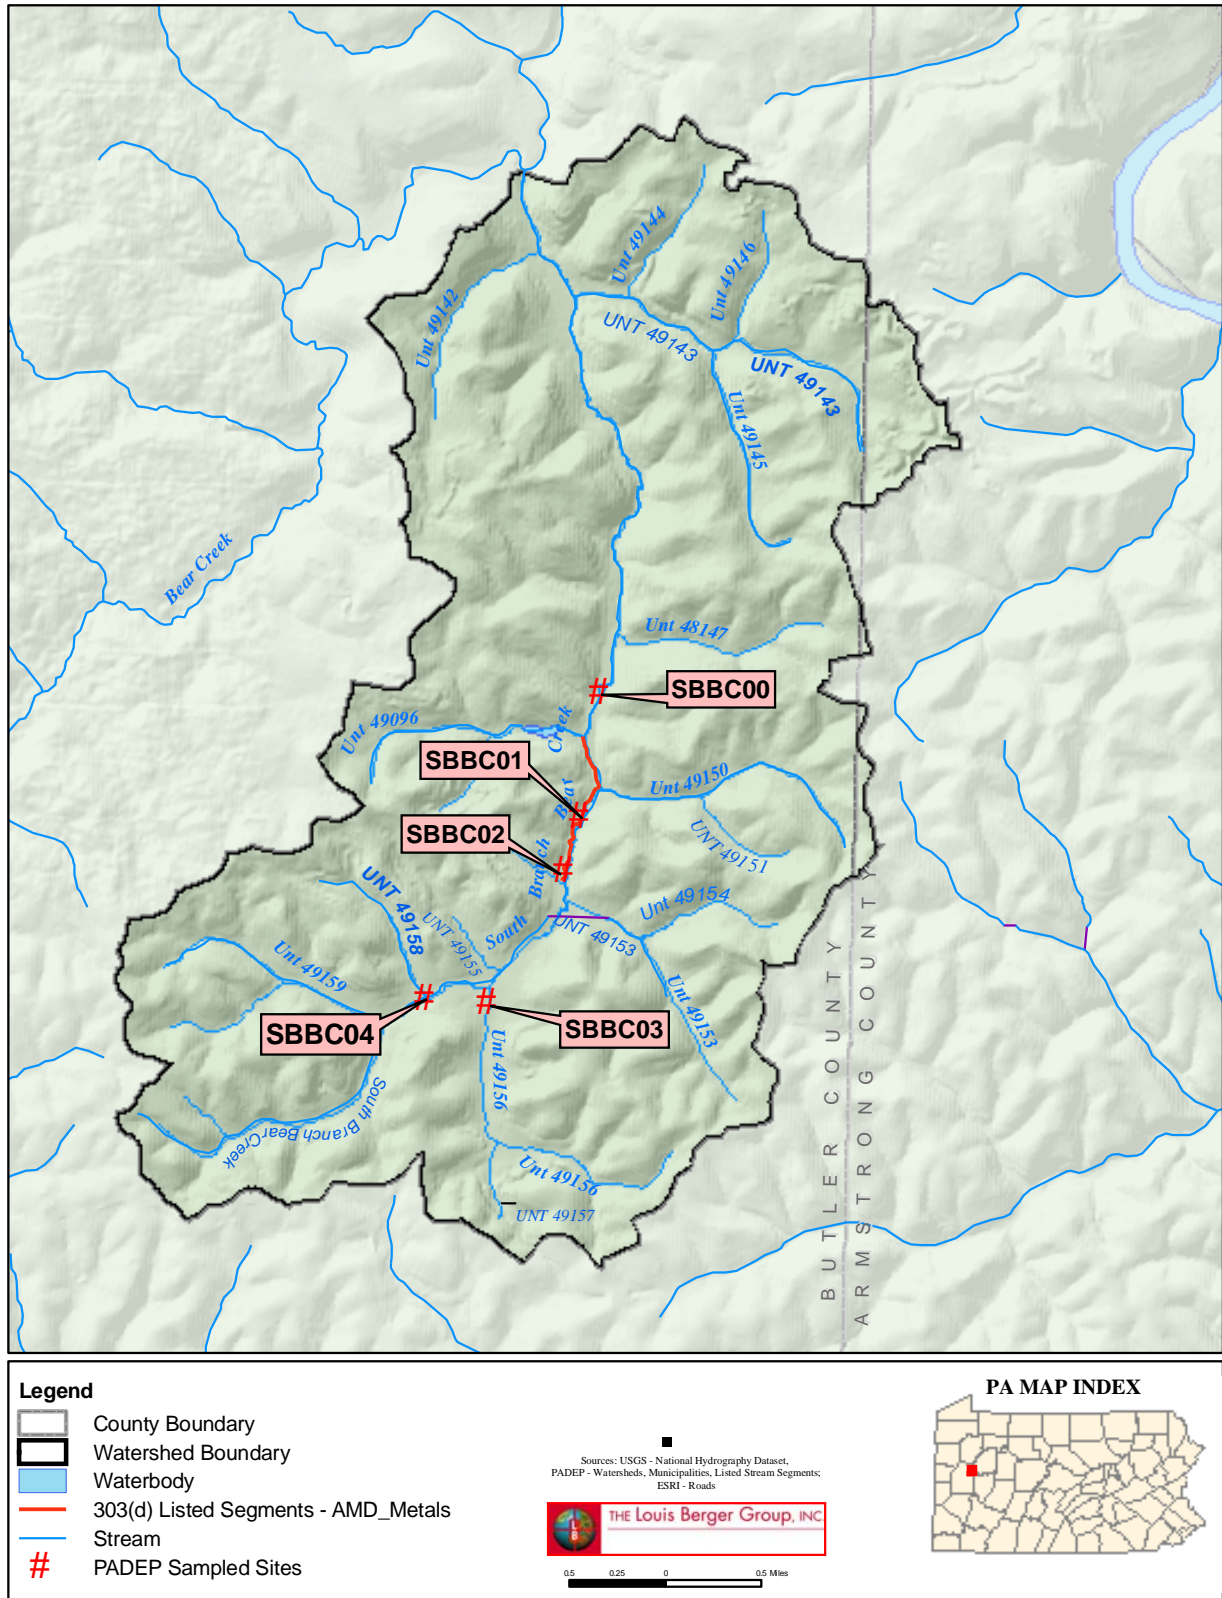 Unt 49144
Unt 49146
Unt 49142
UNT 49143
UNT 49143
Unt 49145
Bear Creek
Unt 48147
SBBC00
Unt 49096
SBBC01
Unt 49150
SBBC02
UNT 49151
South Branch Bear Creek
UNT 49158
Unt 49154
UNT 49155
UNT 49153
Unt 49159
Unt 49153
SBBC04
SBBC03
Unt 49156
South Branch Bear Creek
Unt 49156
UNT 49157
BUTLER COUNTY
ARMSTRONG COUNTY
Legend
County Boundary
Watershed Boundary
Waterbody
303(d) Listed Segments - AMD_Metals
Stream
# PADEP Sampled Sites
Sources: USGS - National Hydrography Dataset,
PADEP - Watersheds, Municipalities, Listed Stream Segments;
ESRI - Roads
L
B
THE Louis Berger Group, INC
0.5 0.25 0 0.5 Miles
PA MAP INDEX